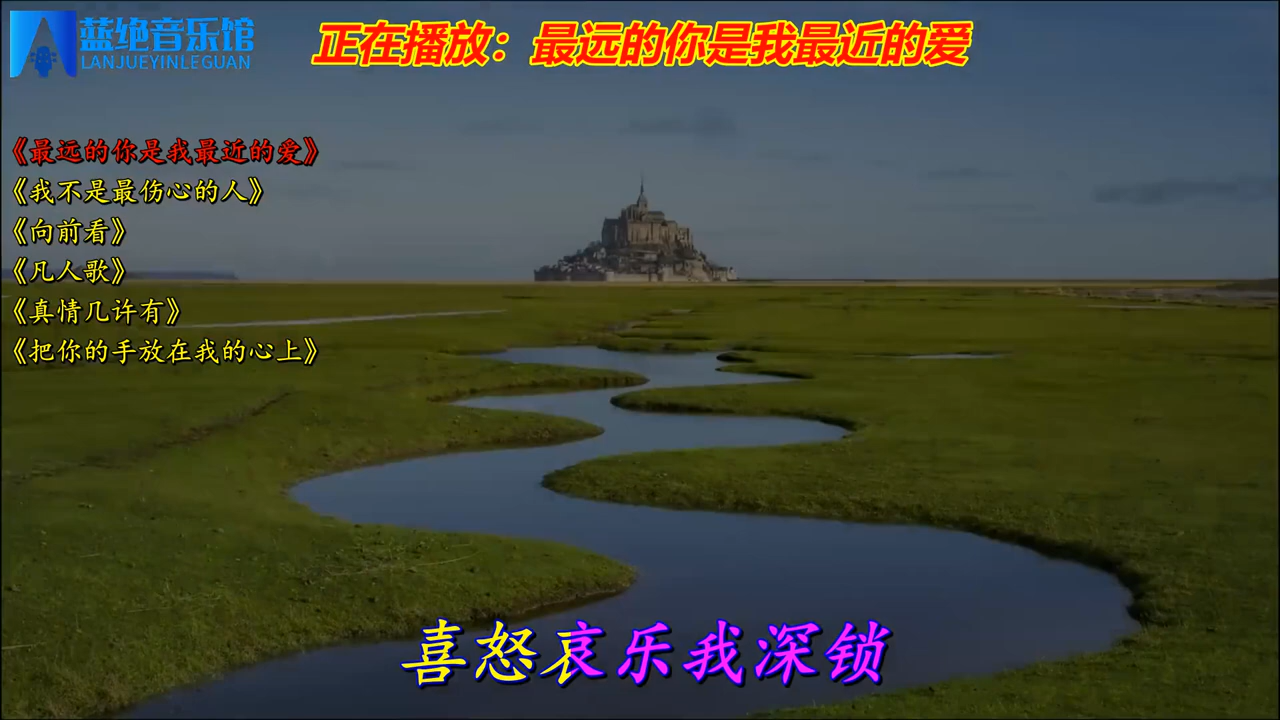 蓝绝音乐馆
LANJUEYINLEGUAN
正在播放：最远的你是我最近的爱
《最远的你是我最近的爱》
《我不是最伤心的人》
《向前看》
《凡人歌》
《真情几许有》
《把你的手放在我的心上》
喜怒哀乐我深锁